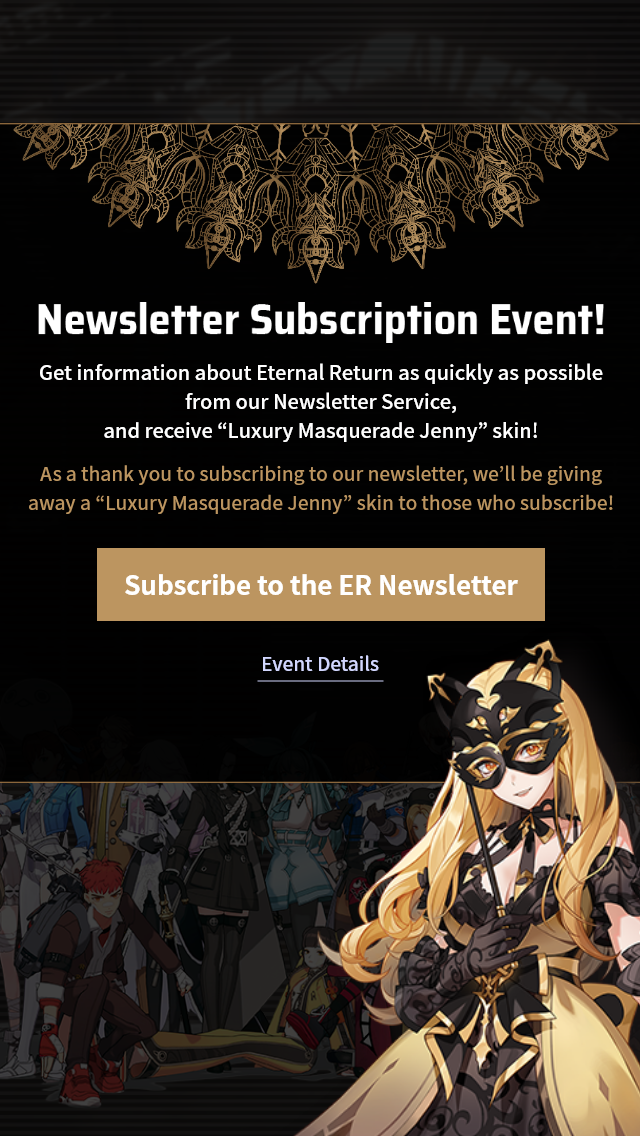 Newsletter Subscription Event!
Get information about Eternal Return as quickly as possible
from our Newsletter Service,
and receive “Luxury Masquerade Jenny” skin!
As a thank you to subscribing to our newsletter, we’ll be giving
away a “Luxury Masquerade Jenny” skin to those who subscribe!
Subscribe to the ER Newsletter
Event Details